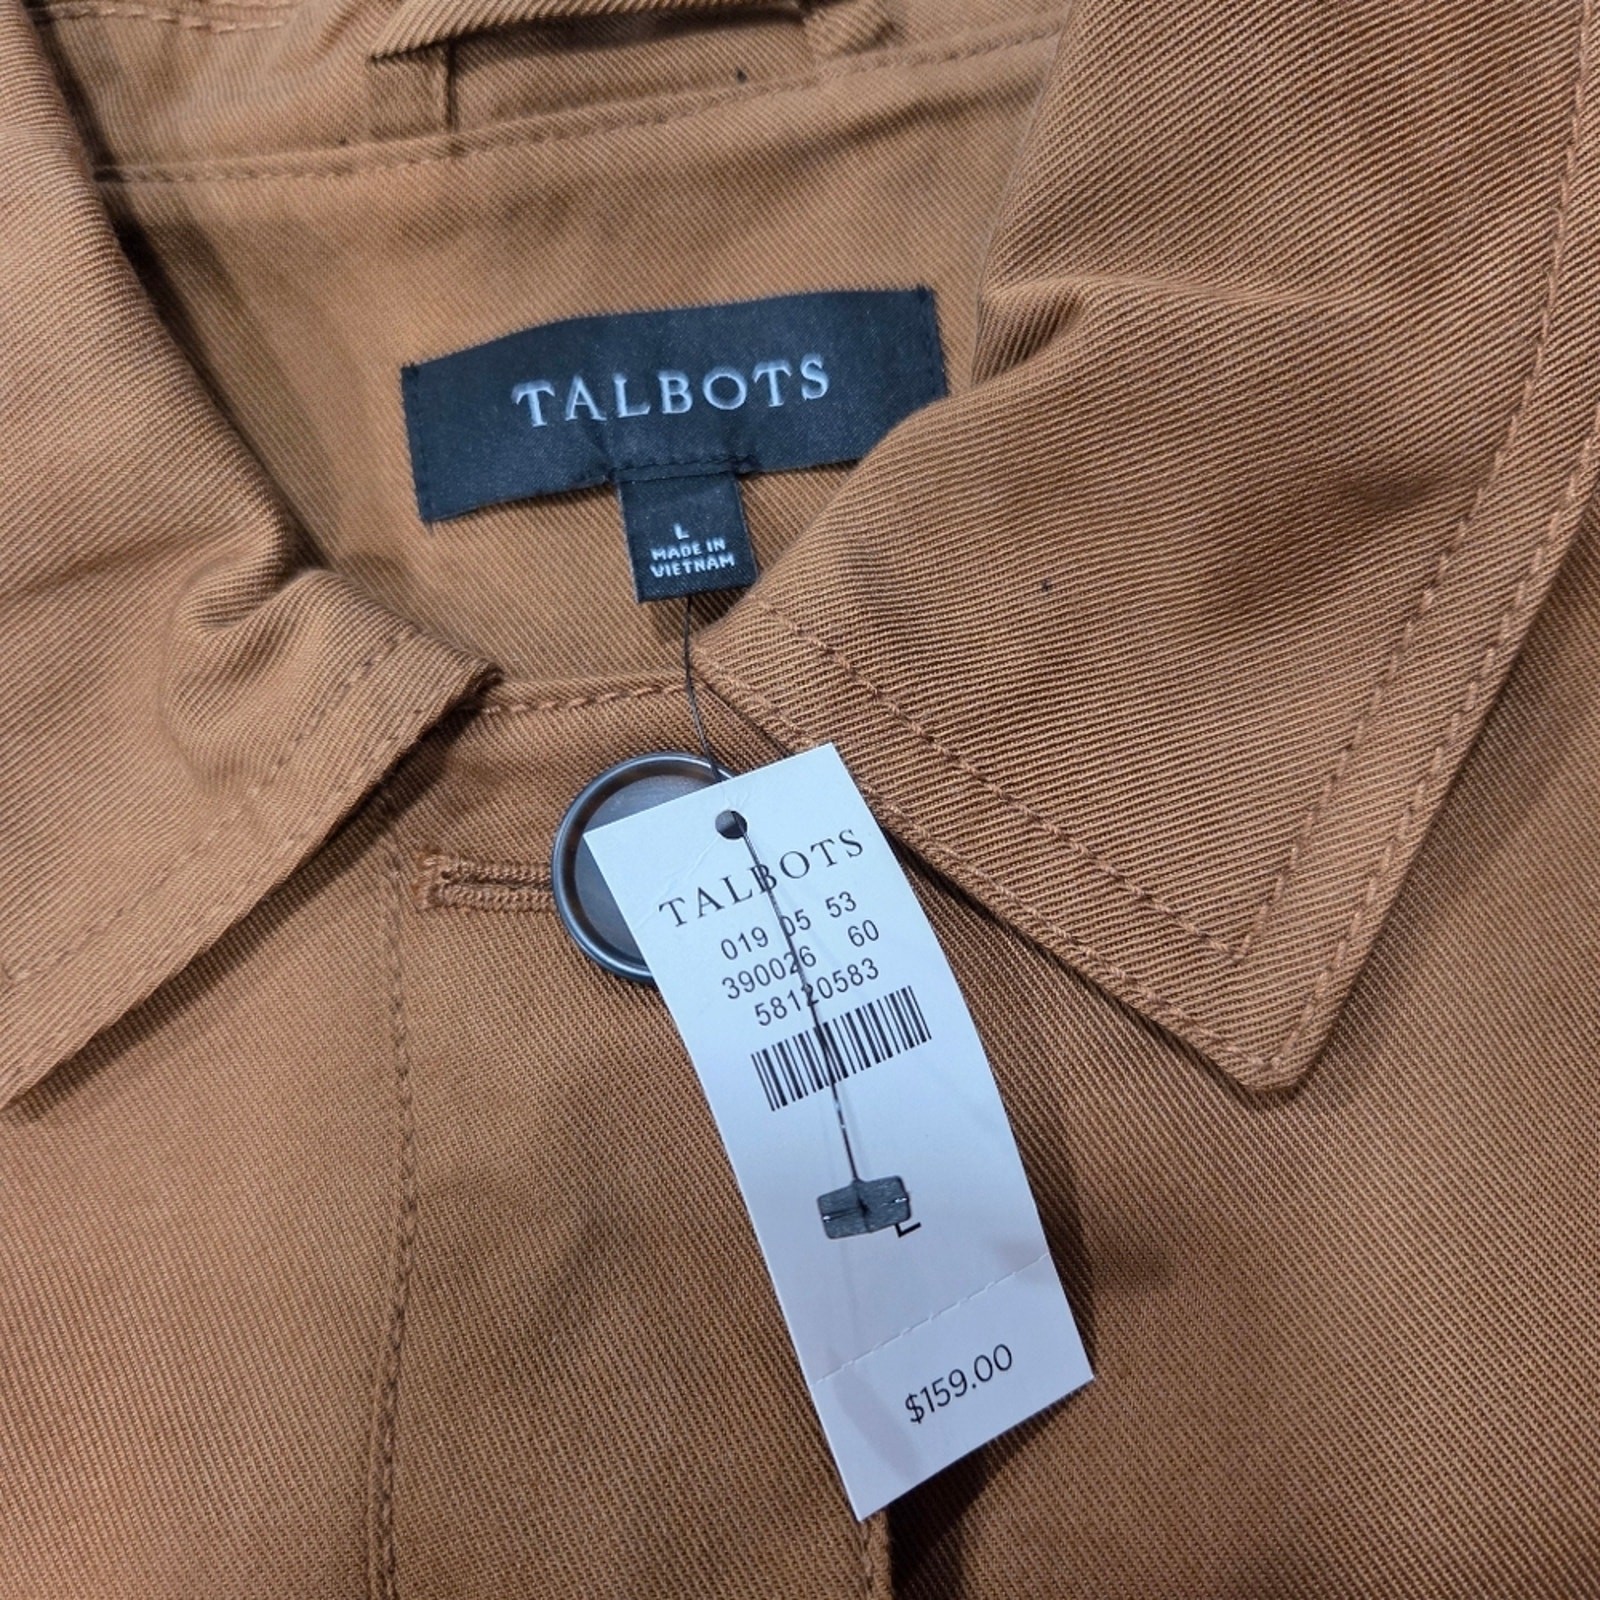 TALBOTS
L
MADE IN
VIETNAM
TALBOTS
019 05 53
390026 60
58120583
L
$159.00